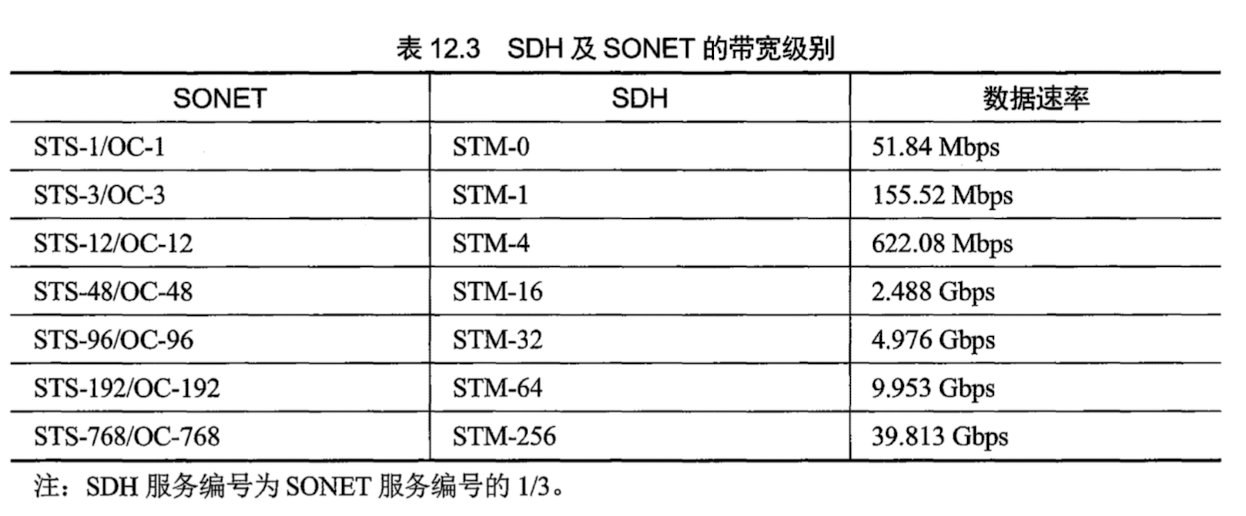 表 12.3 SDH 及 SONET 的带宽级别
SONET SDH 数据速率
STS-1/OC-1 STM-0 51.84 Mbps
STS-3/OC-3 STM-1 155.52 Mbps
STS-12/OC-12 STM-4 622.08 Mbps
STS-48/OC-48 STM-16 2.488 Gbps
STS-96/OC-96 STM-32 4.976 Gbps
STS-192/OC-192 STM-64 9.953 Gbps
STS-768/OC-768 STM-256 39.813 Gbps
注：SDH 服务编号为 SONET 服务编号的 1/3。